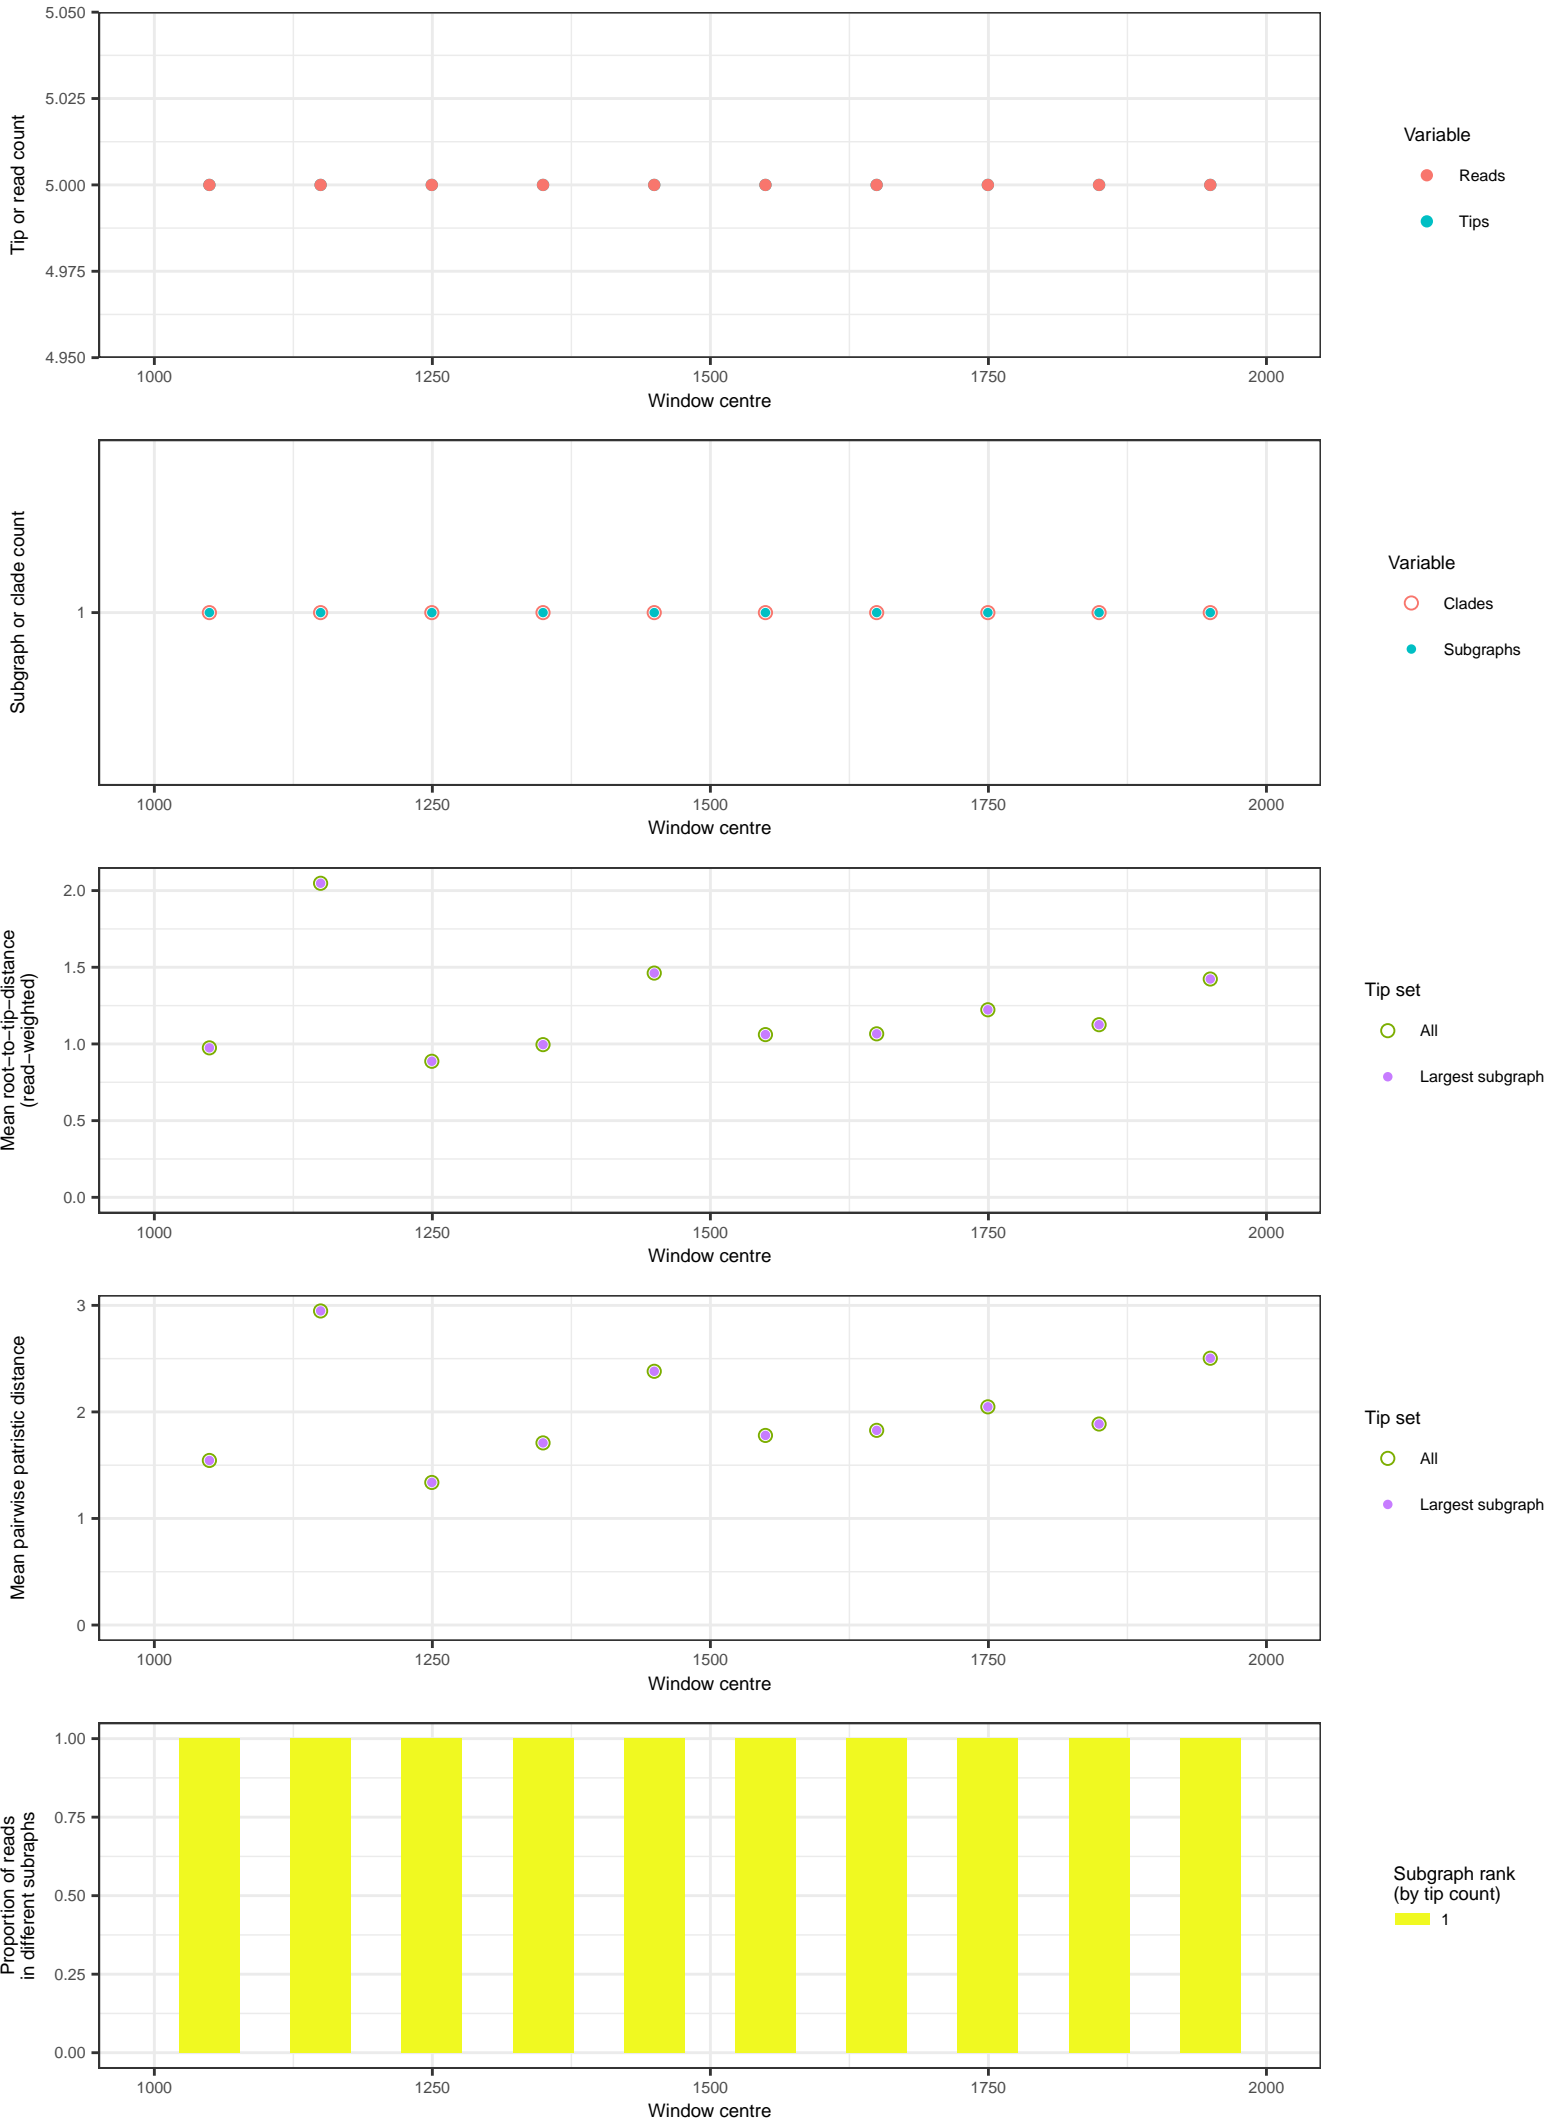 5.050
5.025
5.000
4.975
4.950
Tip or read count
1000 1250 1500 1750 2000
Window centre
Variable
Reads
Tips
1
Subgraph or clade count
1000 1250 1500 1750 2000
Window centre
Variable
Clades
Subgraphs
2.0
1.5
1.0
0.5
0.0
Mean root−to−tip−distance
(read−weighted)
1000 1250 1500 1750 2000
Window centre
Tip set
All
Largest subgraph
3
2
1
0
Mean pairwise patristic distance
1000 1250 1500 1750 2000
Window centre
Tip set
All
Largest subgraph
1.00
0.75
0.50
0.25
0.00
Proportion of reads
in different subraphs
1000 1250 1500 1750 2000
Window centre
Subgraph rank
(by tip count)
1